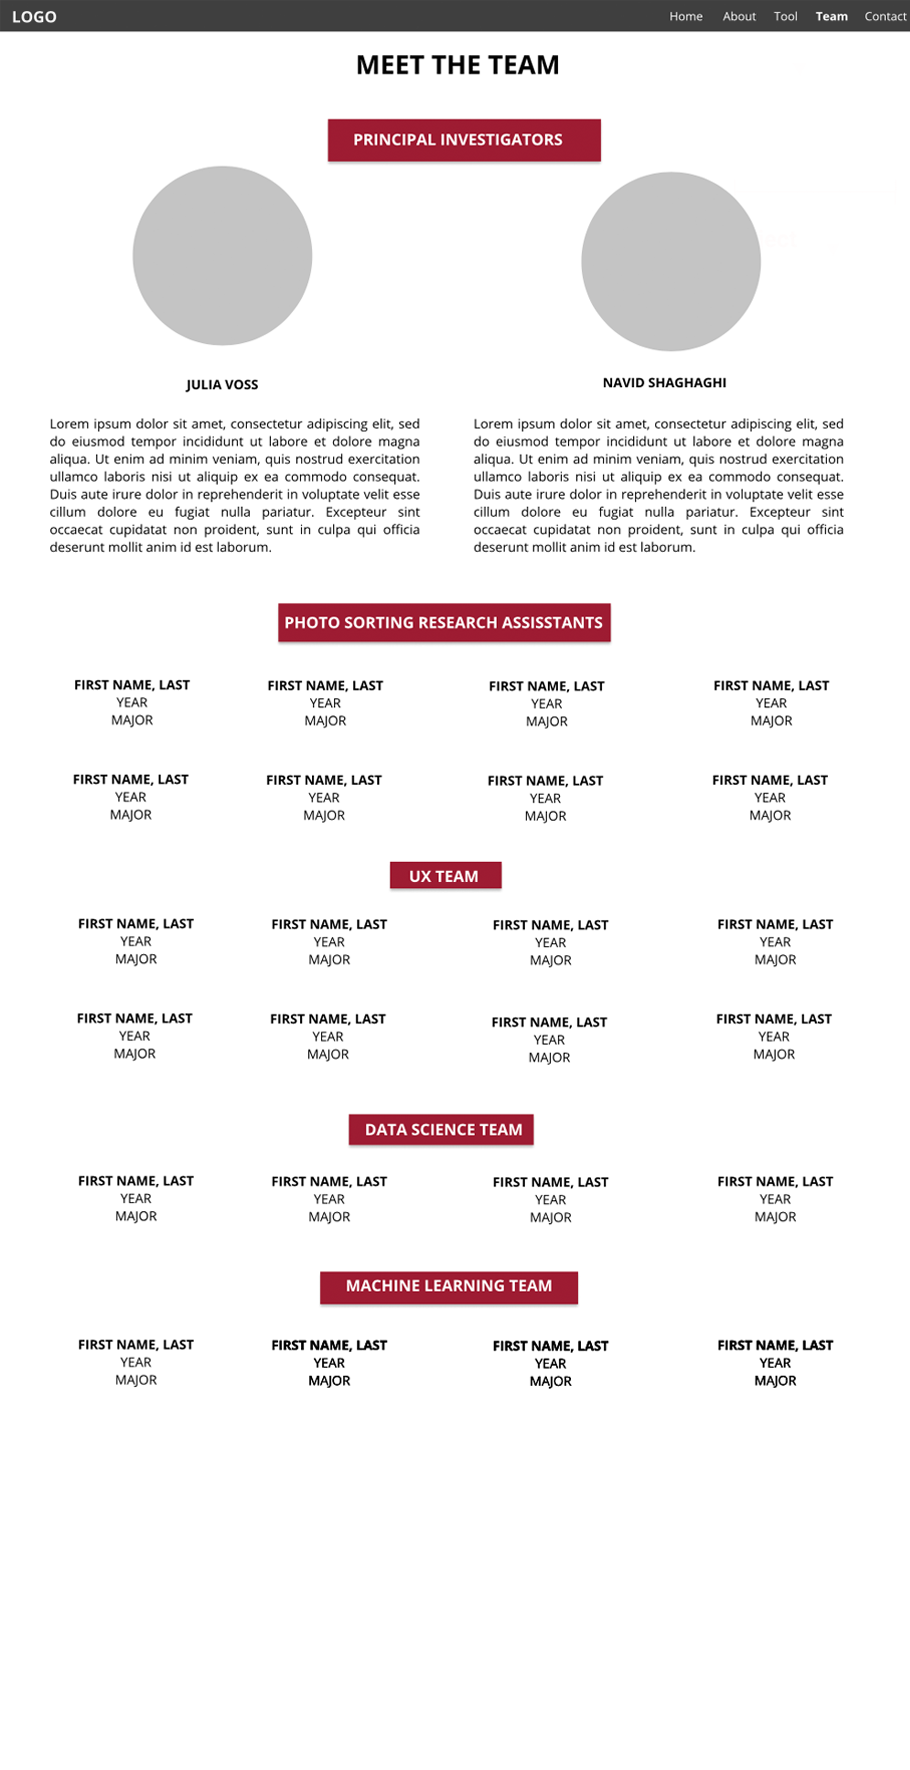 LOGO Home About Tool Team Contact
MEET THE TEAM
PRINCIPAL INVESTIGATORS
JULIA VOSS
Lorem ipsum dolor sit amet, consectetur adipiscing elit, sed
do eiusmod tempor incididunt ut labore et dolore magna
aliqua. Ut enim ad minim veniam, quis nostrud exercitation
ullamco laboris nisi ut aliquip ex ea commodo consequat.
Duis aute irure dolor in reprehenderit in voluptate velit esse
cillum dolore eu fugiat nulla pariatur. Excepteur sint
occaecat cupidatat non proident, sunt in culpa qui officia
deserunt mollit anim id est laborum.
NAVID SHAGHAGHI
Lorem ipsum dolor sit amet, consectetur adipiscing elit, sed
do eiusmod tempor incididunt ut labore et dolore magna
aliqua. Ut enim ad minim veniam, quis nostrud exercitation
ullamco laboris nisi ut aliquip ex ea commodo consequat.
Duis aute irure dolor in reprehenderit in voluptate velit esse
cillum dolore eu fugiat nulla pariatur. Excepteur sint
occaecat cupidatat non proident, sunt in culpa qui officia
deserunt mollit anim id est laborum.
PHOTO SORTING RESEARCH ASSISSTANTS
FIRST NAME, LAST FIRST NAME, LAST FIRST NAME, LAST FIRST NAME, LAST
YEAR YEAR YEAR YEAR
MAJOR MAJOR MAJOR MAJOR
FIRST NAME, LAST FIRST NAME, LAST FIRST NAME, LAST FIRST NAME, LAST
YEAR YEAR YEAR YEAR
MAJOR MAJOR MAJOR MAJOR
UX TEAM
FIRST NAME, LAST FIRST NAME, LAST FIRST NAME, LAST FIRST NAME, LAST
YEAR YEAR YEAR YEAR
MAJOR MAJOR MAJOR MAJOR
FIRST NAME, LAST FIRST NAME, LAST FIRST NAME, LAST FIRST NAME, LAST
YEAR YEAR YEAR YEAR
MAJOR MAJOR MAJOR MAJOR
DATA SCIENCE TEAM
FIRST NAME, LAST FIRST NAME, LAST FIRST NAME, LAST FIRST NAME, LAST
YEAR YEAR YEAR YEAR
MAJOR MAJOR MAJOR MAJOR
MACHINE LEARNING TEAM
FIRST NAME, LAST FIRST NAME, LAST FIRST NAME, LAST FIRST NAME, LAST
YEAR YEAR YEAR YEAR
MAJOR MAJOR MAJOR MAJOR